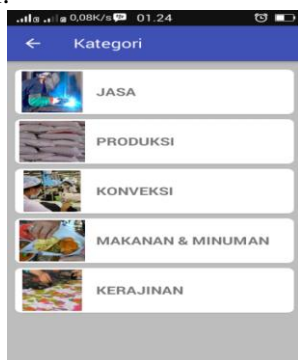 0,08K/s 01.24
Kategori
JASA
PRODUKSI
KONVEKSI
MAKANAN & MINUMAN
KERAJINAN